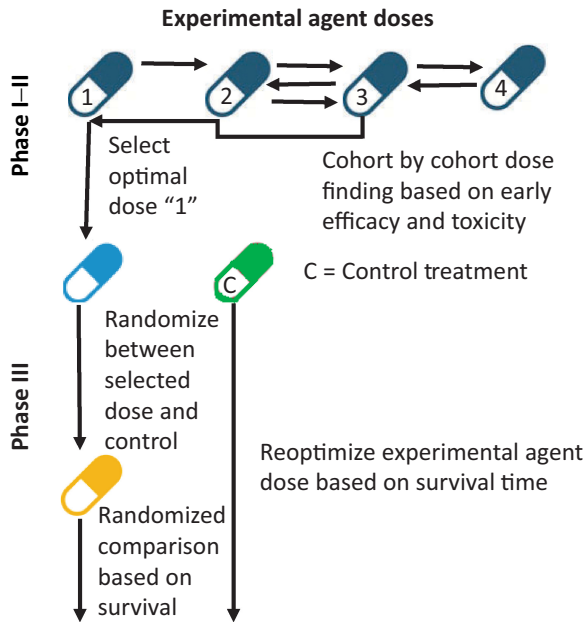 Experimental agent doses
Phase I–II
1
2
3
4
Select
optimal
dose “1”
Cohort by cohort dose
finding based on early
efficacy and toxicity
C
C = Control treatment
Phase III
Randomize
between
selected
dose and
control
Reoptimize experimental agent
dose based on survival time
Randomized
comparison
based on
survival